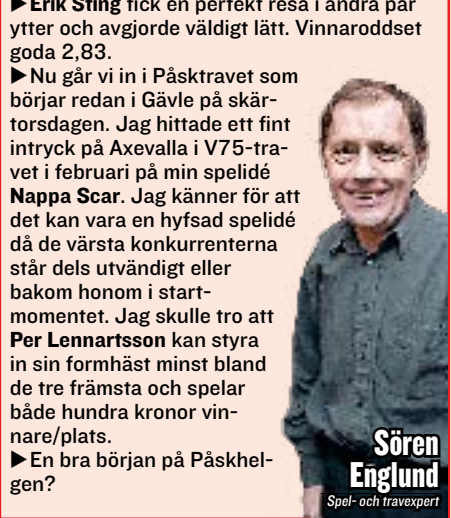 ▶Erik Sting fick en perfekt resa i andra par
ytter och avgjorde väldigt lätt. Vinnaroddset
goda 2,83.
▶Nu går vi in i Påsktravet som
börjar redan i Gävle på skär-
torsdagen. Jag hittade ett fint
intryck på Axevalla i V75-tra-
vet i februari på min spelidé
Nappa Scar. Jag känner för att
det kan vara en hyfsad spelidé
då de värsta konkurrenterna
står dels utvändigt eller
bakom honom i start-
momentet. Jag skulle tro att
Per Lennartsson kan styra
in sin formhäst minst bland
de tre främsta och spelar
både hundra kronor vin-
nare/plats.
▶En bra början på Påskhel-
gen?
Sören
Englund
Spel- och travexpert